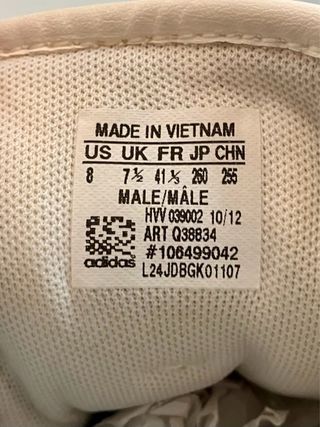 MADE IN VIETNAM
US UK FR JP CHN
8 7½ 41⅓ 260 255
MALE/MÂLE
HVV 039002 10/12
ART Q38834
#106499042
adidas L24JDBGK01107